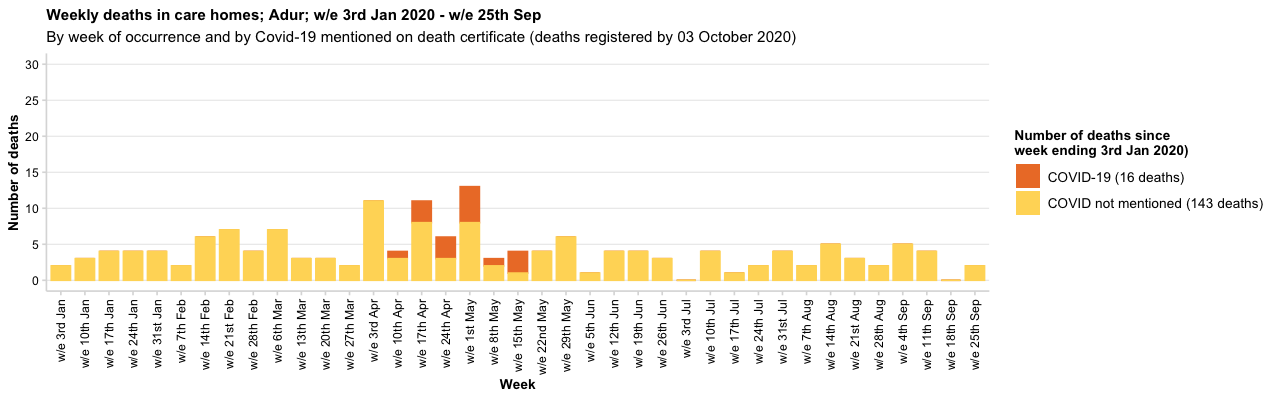 Weekly deaths in care homes; Adur; w/e 3rd Jan 2020 - w/e 25th Sep
By week of occurrence and by Covid-19 mentioned on death certificate (deaths registered by 03 October 2020)
Number of deaths
30
25
20
15
10
5
0
w/e 3rd Jan
w/e 10th Jan
w/e 17th Jan
w/e 24th Jan
w/e 31st Jan
w/e 7th Feb
w/e 14th Feb
w/e 21st Feb
w/e 28th Feb
w/e 6th Mar
w/e 13th Mar
w/e 20th Mar
w/e 27th Mar
w/e 3rd Apr
w/e 10th Apr
w/e 17th Apr
w/e 24th Apr
w/e 1st May
w/e 8th May
w/e 15th May
w/e 22nd May
w/e 29th May
w/e 5th Jun
w/e 12th Jun
w/e 19th Jun
w/e 26th Jun
w/e 3rd Jul
w/e 10th Jul
w/e 17th Jul
w/e 24th Jul
w/e 31st Jul
w/e 7th Aug
w/e 14th Aug
w/e 21st Aug
w/e 28th Aug
w/e 4th Sep
w/e 11th Sep
w/e 18th Sep
w/e 25th Sep
Week
Number of deaths since
week ending 3rd Jan 2020)
COVID-19 (16 deaths)
COVID not mentioned (143 deaths)